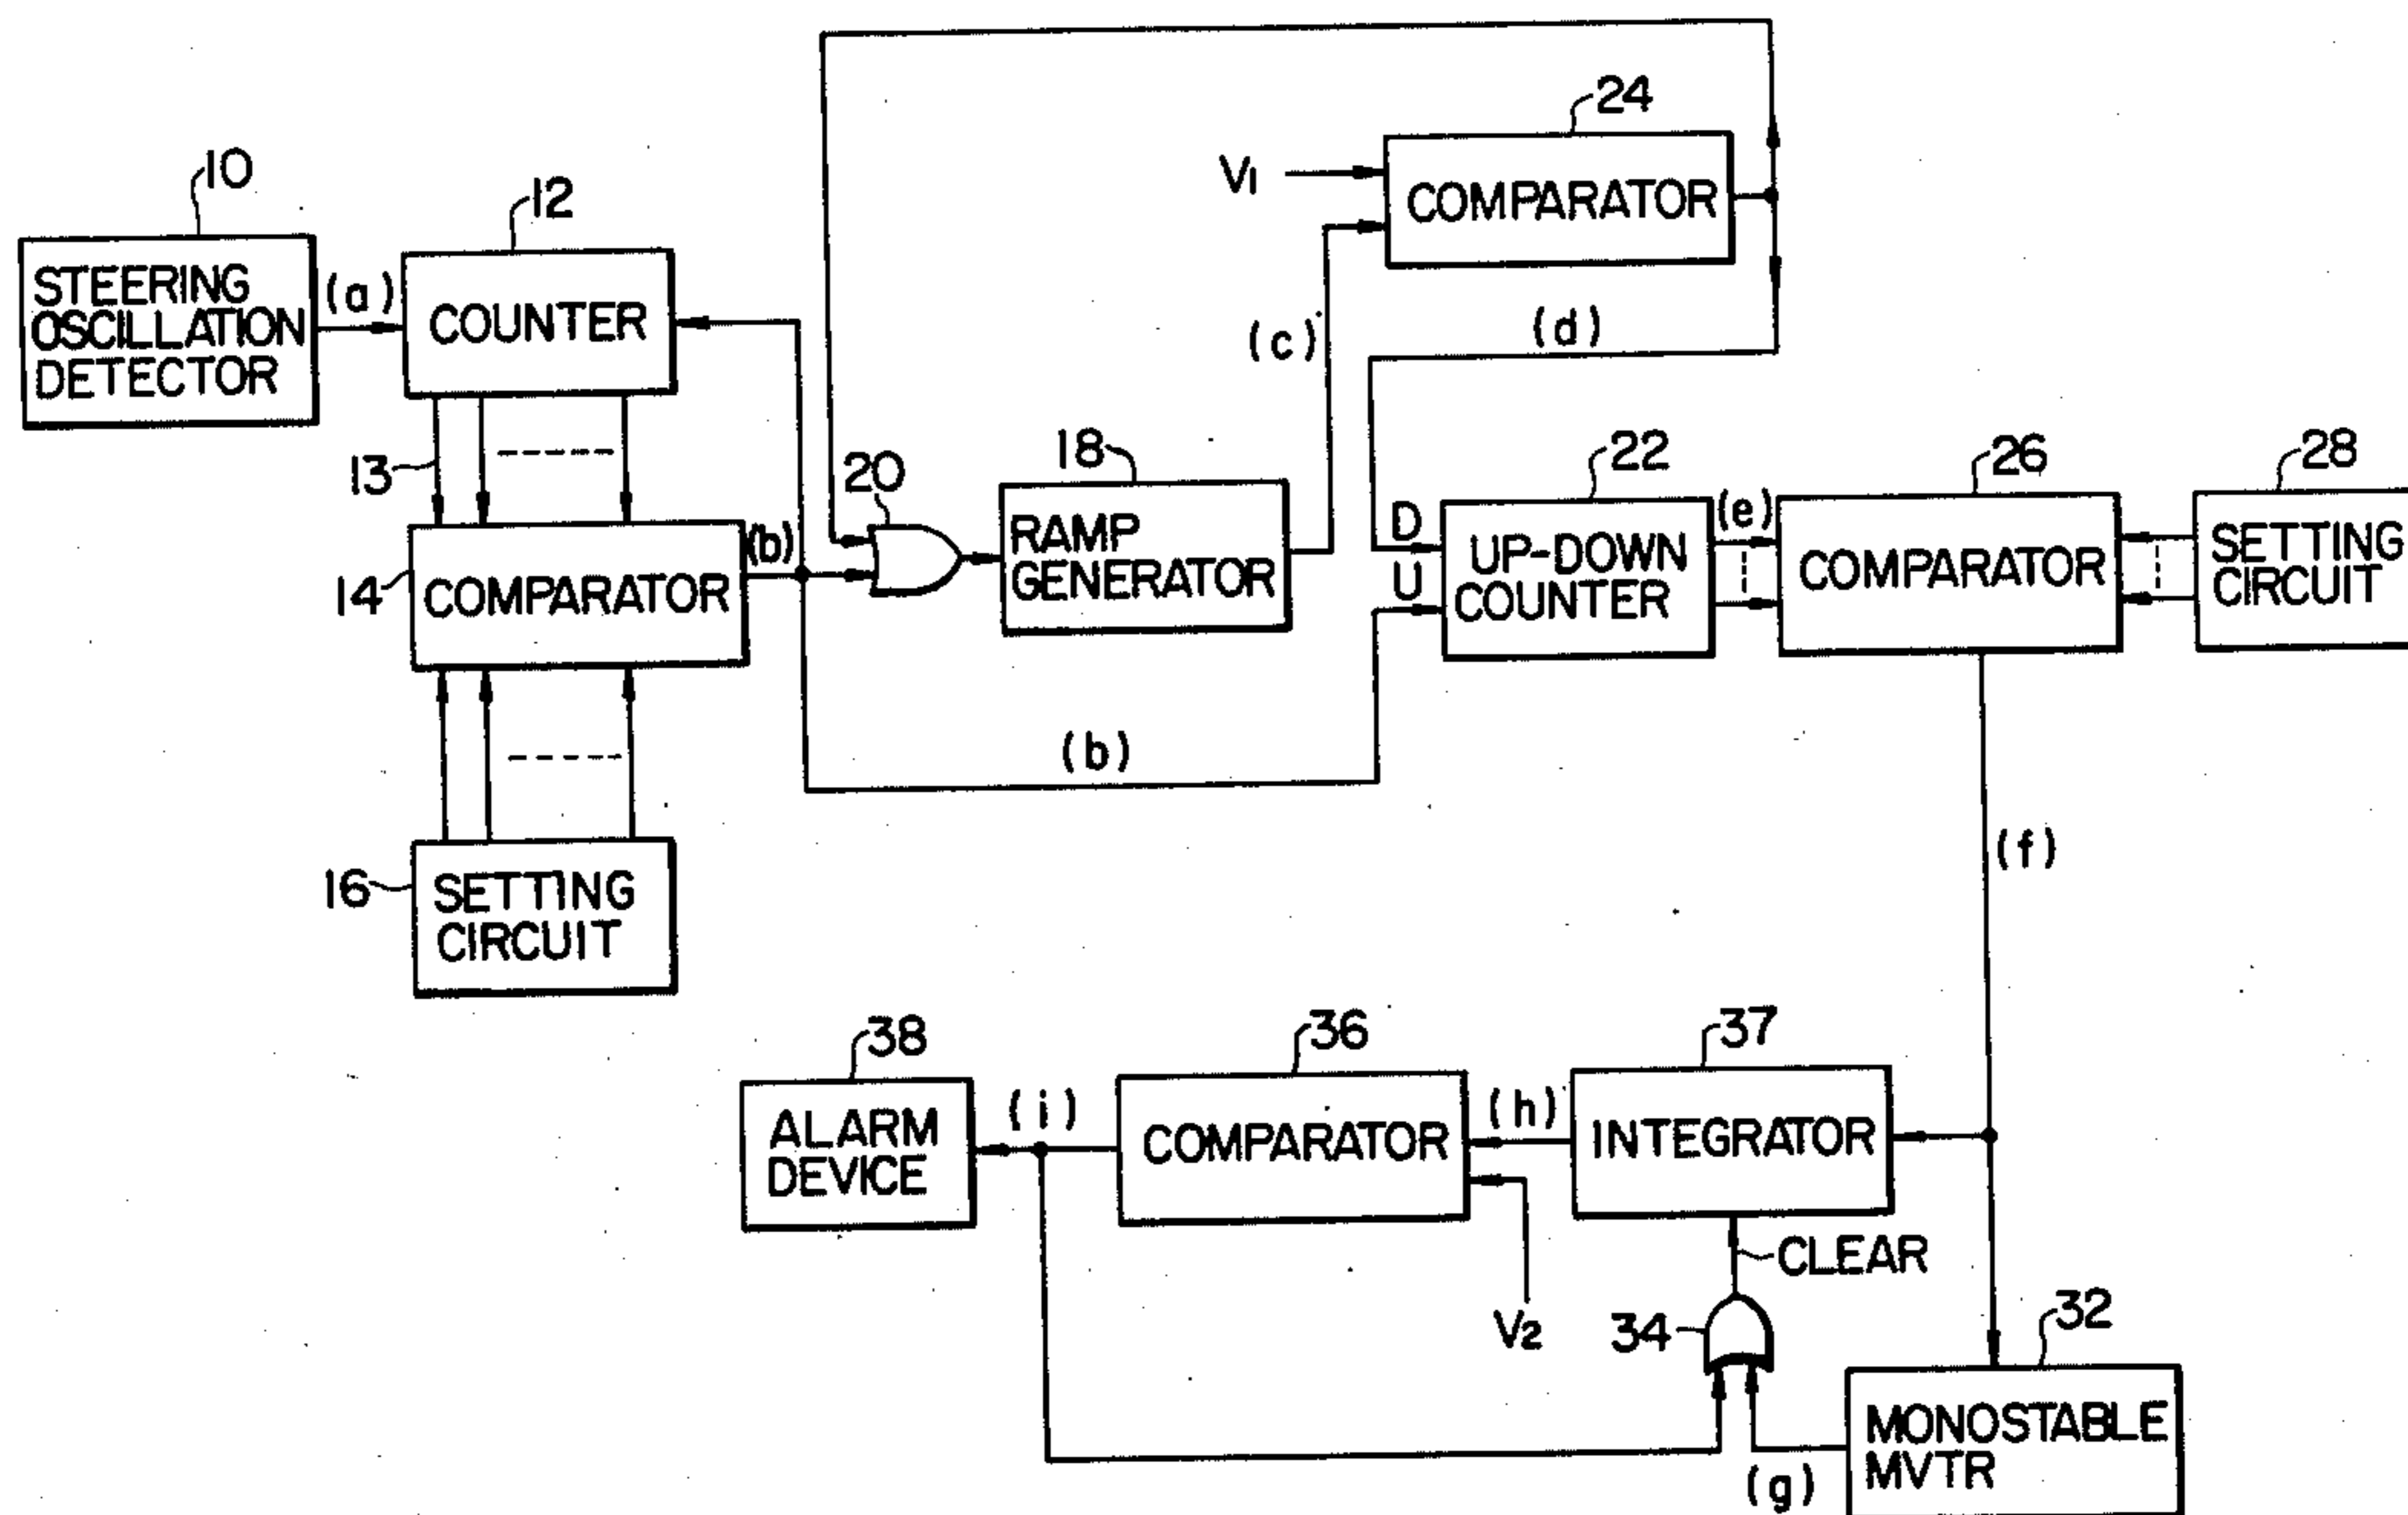 24
V1
COMPARATOR
10
12
STEERING
OSCILLATION
DETECTOR
(a)
COUNTER
(c)
(d)
13
20
18
22
26
28
14
COMPARATOR
(b)
RAMP
GENERATOR
D
U
UP-DOWN
COUNTER
(e)
COMPARATOR
SETTING
CIRCUIT
(b)
(f)
16
SETTING
CIRCUIT
38
36
37
ALARM
DEVICE
(i)
COMPARATOR
(h)
INTEGRATOR
CLEAR
V2
34
32
MONOSTABLE
MVTR
(g)